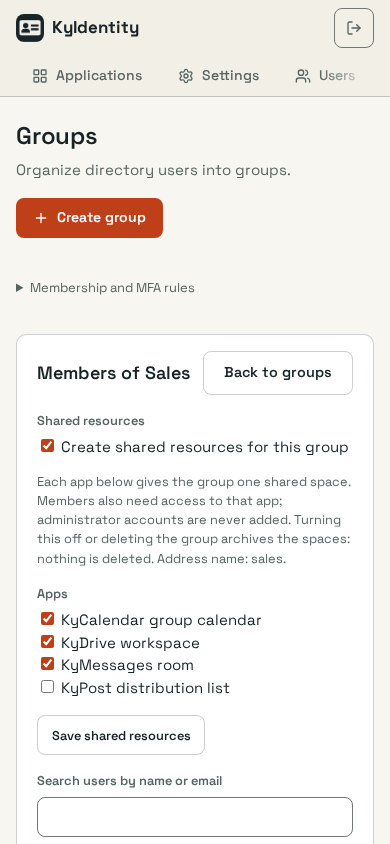 KyIdentity
Applications
Settings
Users
Groups
Organize directory users into groups.
Create group
Membership and MFA rules
Members of Sales
Back to groups
Shared resources
Create shared resources for this group
Each app below gives the group one shared space.
Members also need access to that app;
administrator accounts are never added. Turning
this off or deleting the group archives the spaces:
nothing is deleted. Address name: sales.
Apps
KyCalendar group calendar
KyDrive workspace
KyMessages room
KyPost distribution list
Save shared resources
Search users by name or email